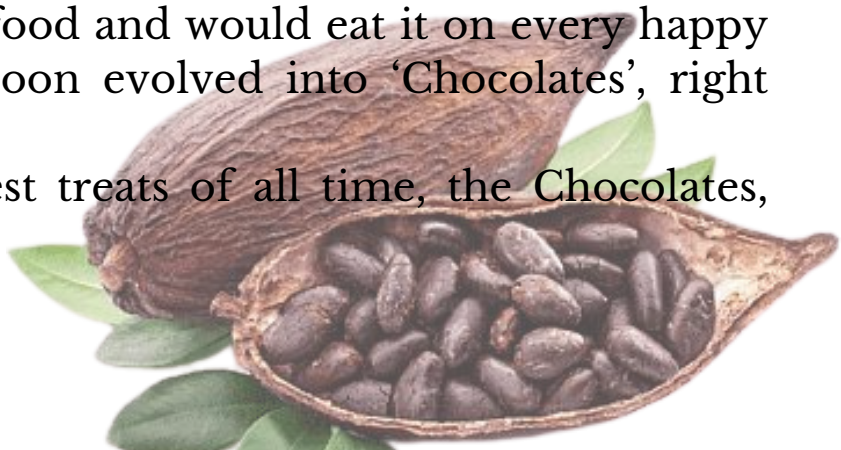 food and would eat it on every happy
oon evolved into ‘Chocolates’, right
est treats of all time, the Chocolates,